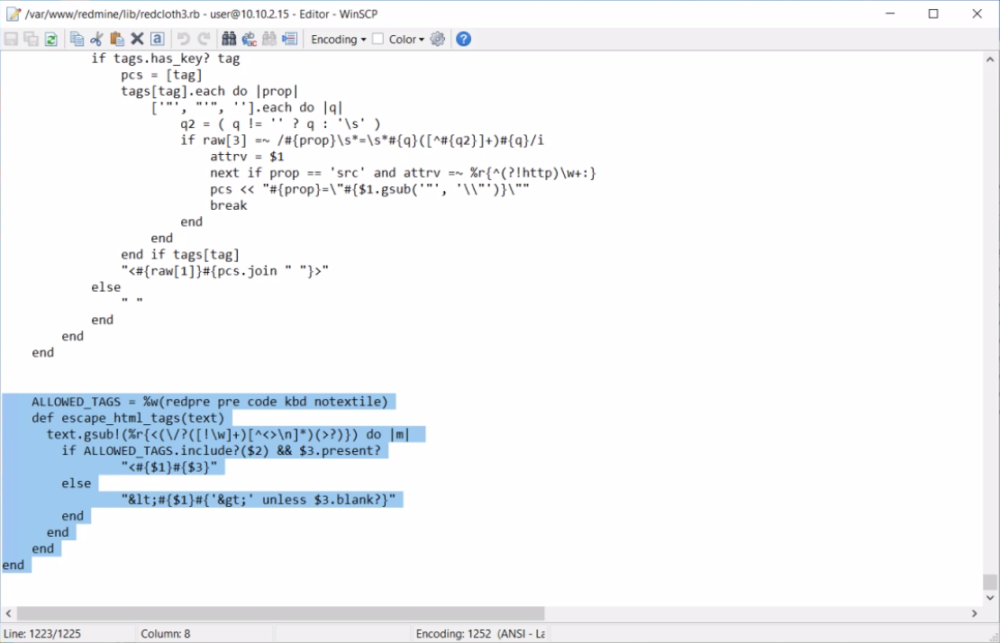 /var/www/redmine/lib/redcloth3.rb - user@10.10.2.15 - Editor - WinSCP
Encoding Color
            if tags.has_key? tag
                pcs = [tag]
                tags[tag].each do |prop|
                    ['"', "'", ''].each do |q|
                        q2 = ( q != '' ? q : '\s' )
                        if raw[3] =~ /#{prop}\s*=\s*#{q}([^#{q2}]+)#{q}/i
                            attrv = $1
                            next if prop == 'src' and attrv =~ %r{^(?!http)\w+:}
                            pcs << "#{prop}=\"#{$1.gsub('"', '\\"')}\""
                            break
                        end
                    end
                end if tags[tag]
                "<#{raw[1]}#{pcs.join " "}>"
            else
                " "
            end
        end
    end
    ALLOWED_TAGS = %w(redpre pre code kbd notextile)
    def escape_html_tags(text)
      text.gsub!(%r{<(\/?([!\w]+)[^<>\n]*)(>?)}) do |m|
        if ALLOWED_TAGS.include?($2) && $3.present?
                "<#{$1}#{$3}"
        else
                "&lt;#{$1}#{'&gt;' unless $3.blank?}"
        end
      end
    end
end
Line: 1223/1225 Column: 8 Encoding: 1252 (ANSI - La